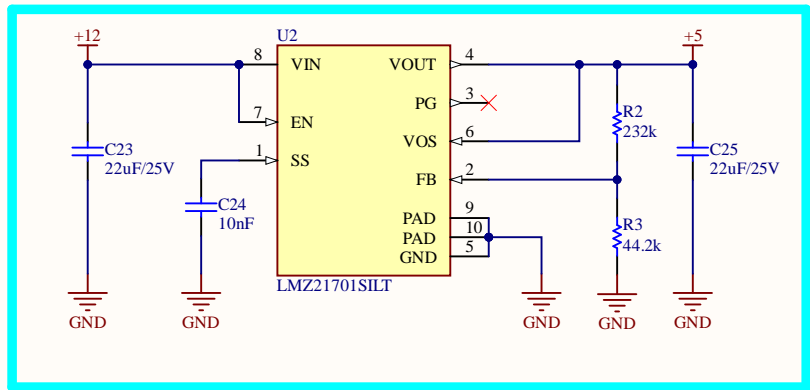 +12
U2
+5
8
VIN
VOUT
4
PG
3
7
EN
VOS
6
R2
232k
C23
22uF/25V
1
SS
FB
2
C25
22uF/25V
C24
10nF
PAD
9
PAD
10
GND
5
R3
44.2k
LMZ21701SILT
GND
GND
GND
GND
GND